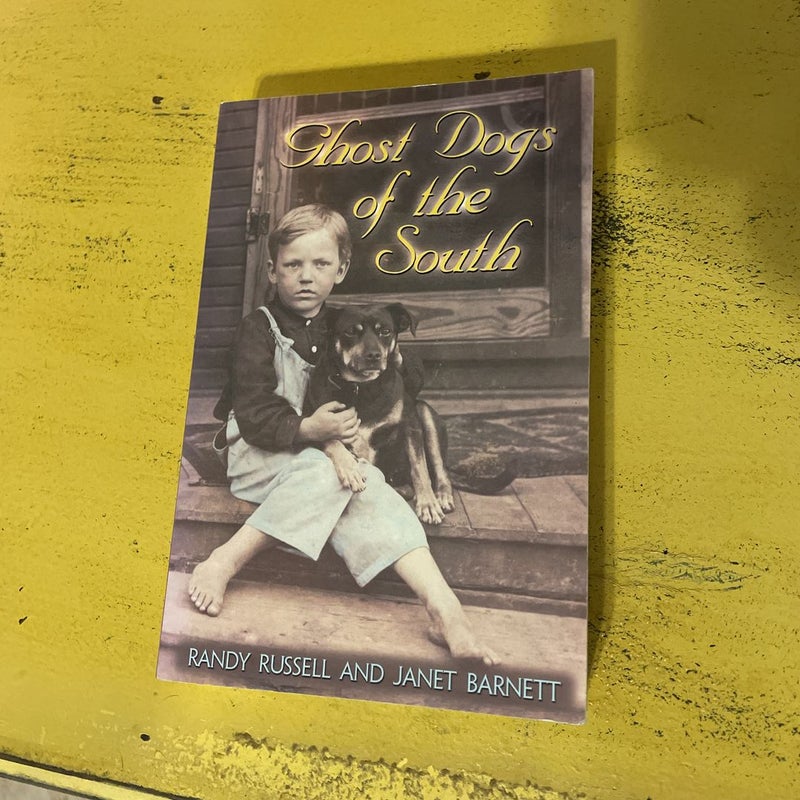 Ghost Dogs
of the
South
RANDY RUSSELL AND JANET BARNETT